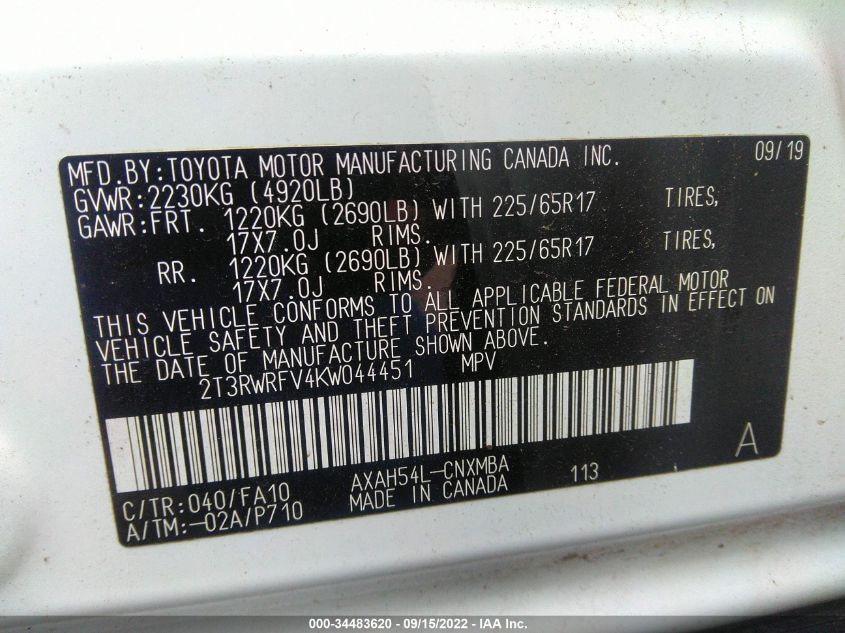 MFD.BY:TOYOTA MOTOR MANUFACTURING CANADA INC. 09/19
GVWR:2230KG (4920LB)
GAWR:FRT. 1220KG (2690LB) WITH 225/65R17 TIRES,
17X7.0J RIMS.
RR. 1220KG (2690LB) WITH 225/65R17 TIRES,
17X7.0J RIMS.
THIS VEHICLE CONFORMS TO ALL APPLICABLE FEDERAL MOTOR
VEHICLE SAFETY AND THEFT PREVENTION STANDARDS IN EFFECT ON
THE DATE OF MANUFACTURE SHOWN ABOVE.
2T3RWRFV4KW044451 MPV
A
C/TR:040/FA10 AXAH54L-CNXMBA 113
A/TM:-02A/P710 MADE IN CANADA
000-34483620 - 09/15/2022 - IAA Inc.